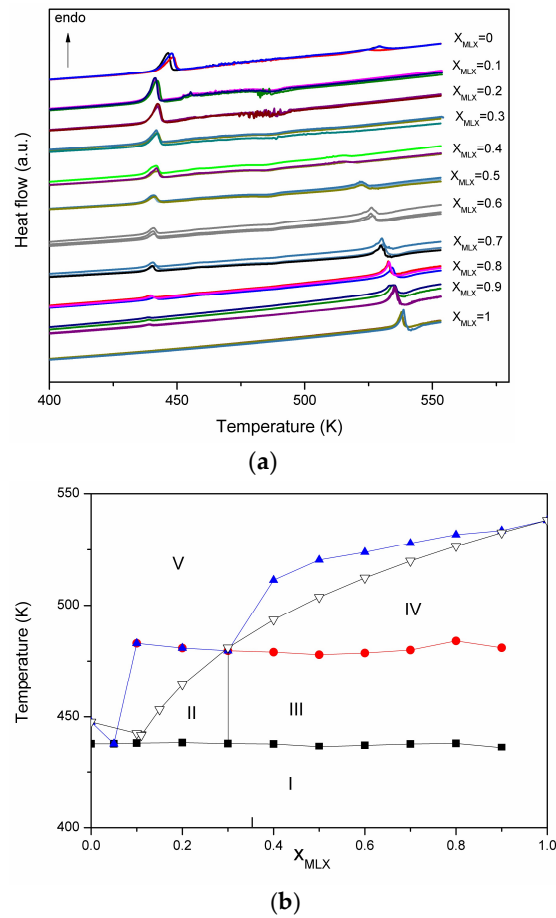 endo
X_MLX=0
X_MLX=0.1
X_MLX=0.2
X_MLX=0.3
X_MLX=0.4
X_MLX=0.5
X_MLX=0.6
X_MLX=0.7
X_MLX=0.8
X_MLX=0.9
X_MLX=1
Heat flow (a.u.)
400 450 500 550
Temperature (K)
(a)
550
500
450
400
Temperature (K)
V
IV
II
III
I
0.0 0.2 0.4 0.6 0.8 1.0
X_MLX
(b)